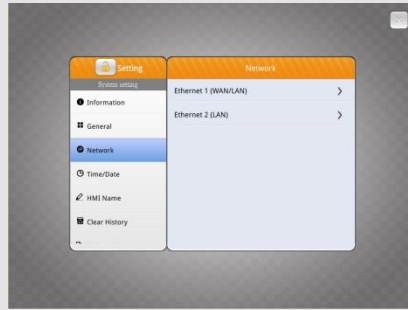 Setting
System setting
Information
General
Network
Time/Date
HMI Name
Clear History
Network
Ethernet 1 (WAN/LAN)
Ethernet 2 (LAN)